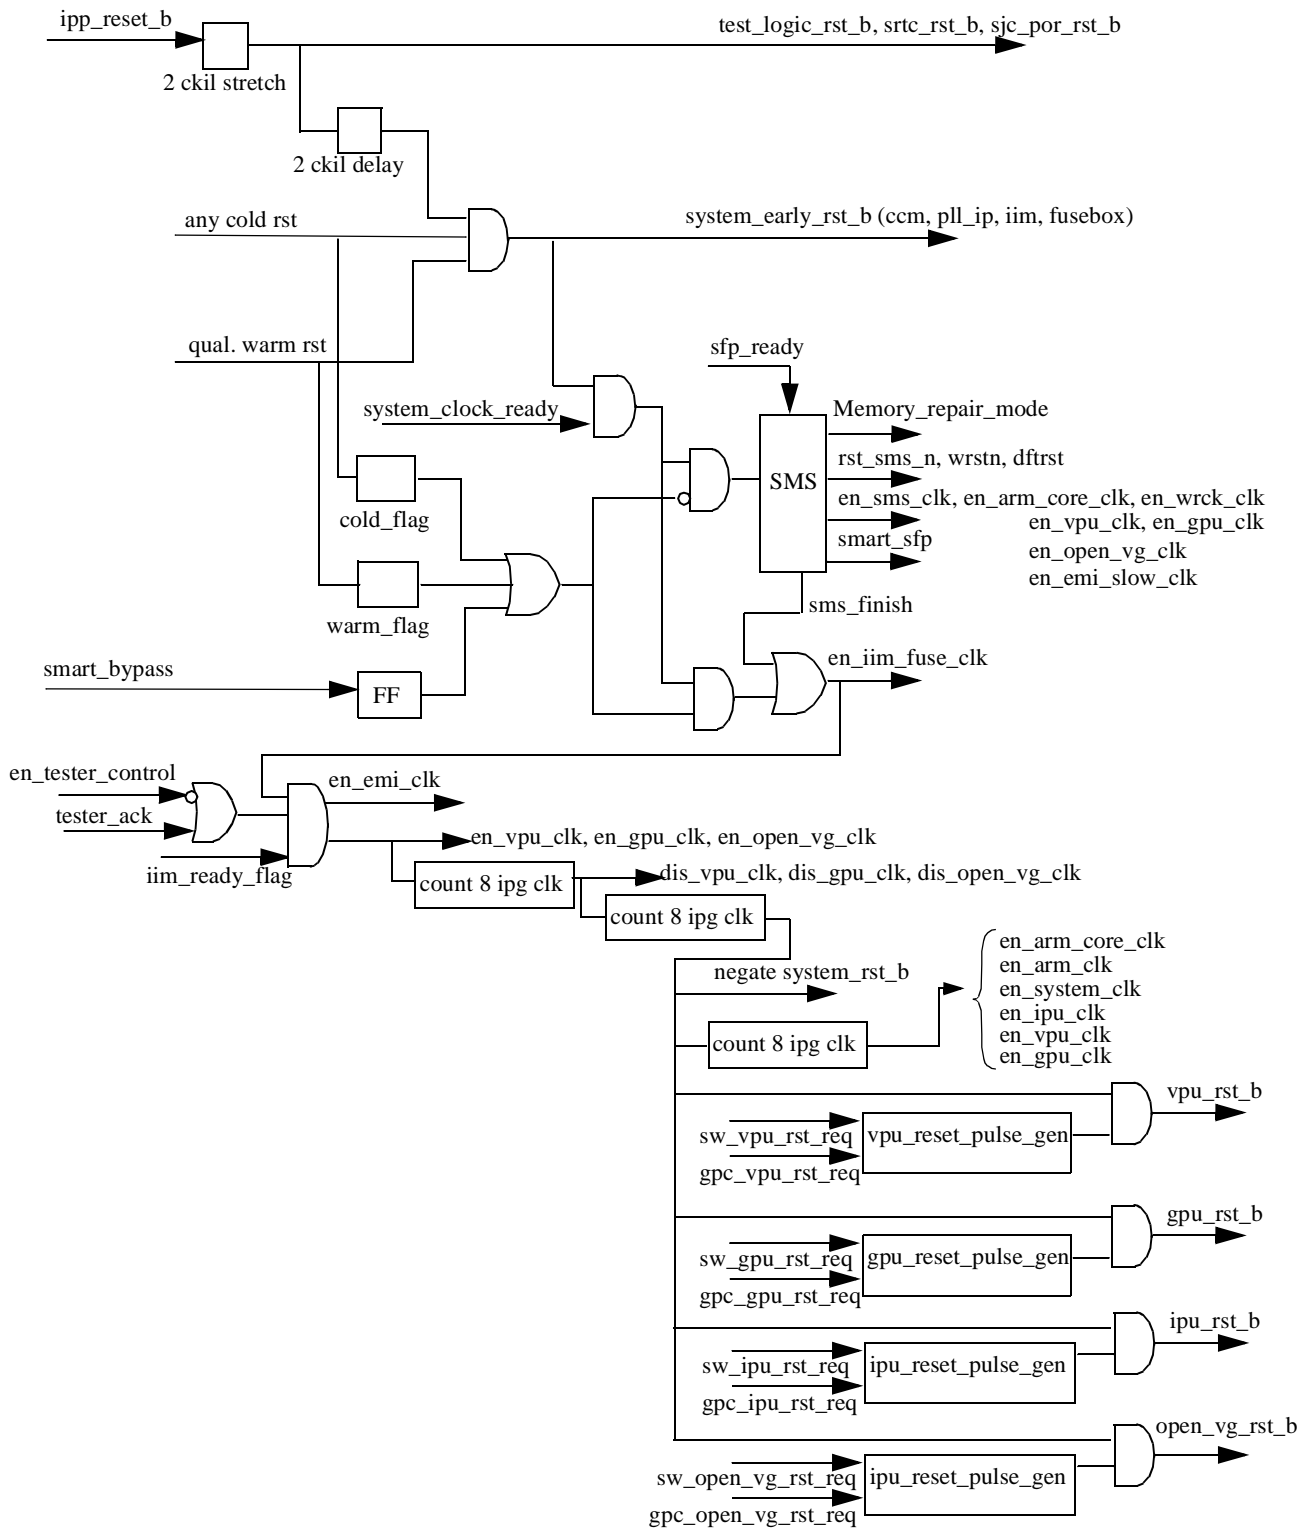 ipp_reset_b
test_logic_rst_b, srtc_rst_b, sjc_por_rst_b
2 ckil stretch
2 ckil delay
any cold rst
system_early_rst_b (ccm, pll_ip, iim, fusebox)
qual. warm rst
sfp_ready
system_clock_ready
Memory_repair_mode
rst_sms_n, wrstn, dftrst
SMS
en_sms_clk, en_arm_core_clk, en_wrck_clk
en_vpu_clk, en_gpu_clk
cold_flag
smart_sfp
en_open_vg_clk
en_emi_slow_clk
sms_finish
warm_flag
smart_bypass
en_iim_fuse_clk
FF
en_tester_control
en_emi_clk
tester_ack
en_vpu_clk, en_gpu_clk, en_open_vg_clk
iim_ready_flag
count 8 ipg clk
dis_vpu_clk, dis_gpu_clk, dis_open_vg_clk
count 8 ipg clk
en_arm_core_clk
en_arm_clk
negate system_rst_b
en_system_clk
en_ipu_clk
en_vpu_clk
count 8 ipg clk
en_gpu_clk
vpu_rst_b
sw_vpu_rst_req
vpu_reset_pulse_gen
gpc_vpu_rst_req
gpu_rst_b
sw_gpu_rst_req
gpu_reset_pulse_gen
gpc_gpu_rst_req
ipu_rst_b
sw_ipu_rst_req
ipu_reset_pulse_gen
gpc_ipu_rst_req
open_vg_rst_b
sw_open_vg_rst_req
ipu_reset_pulse_gen
gpc_open_vg_rst_req